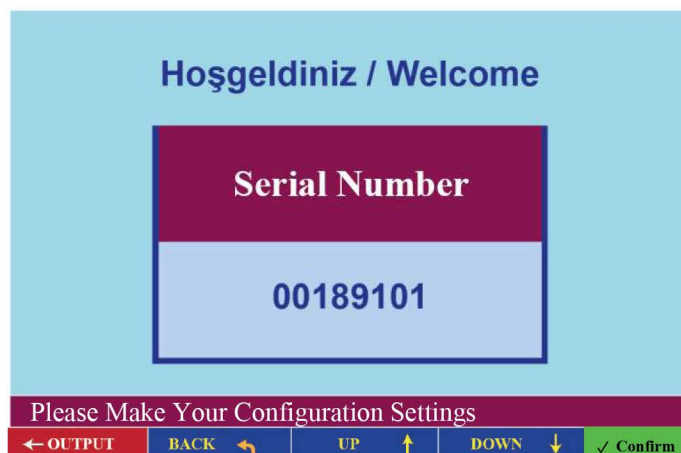 Hoşgeldiniz / Welcome
Serial Number
00189101
Please Make Your Configuration Settings
← OUTPUT BACK UP ↑ DOWN ↓ ✓ Confirm